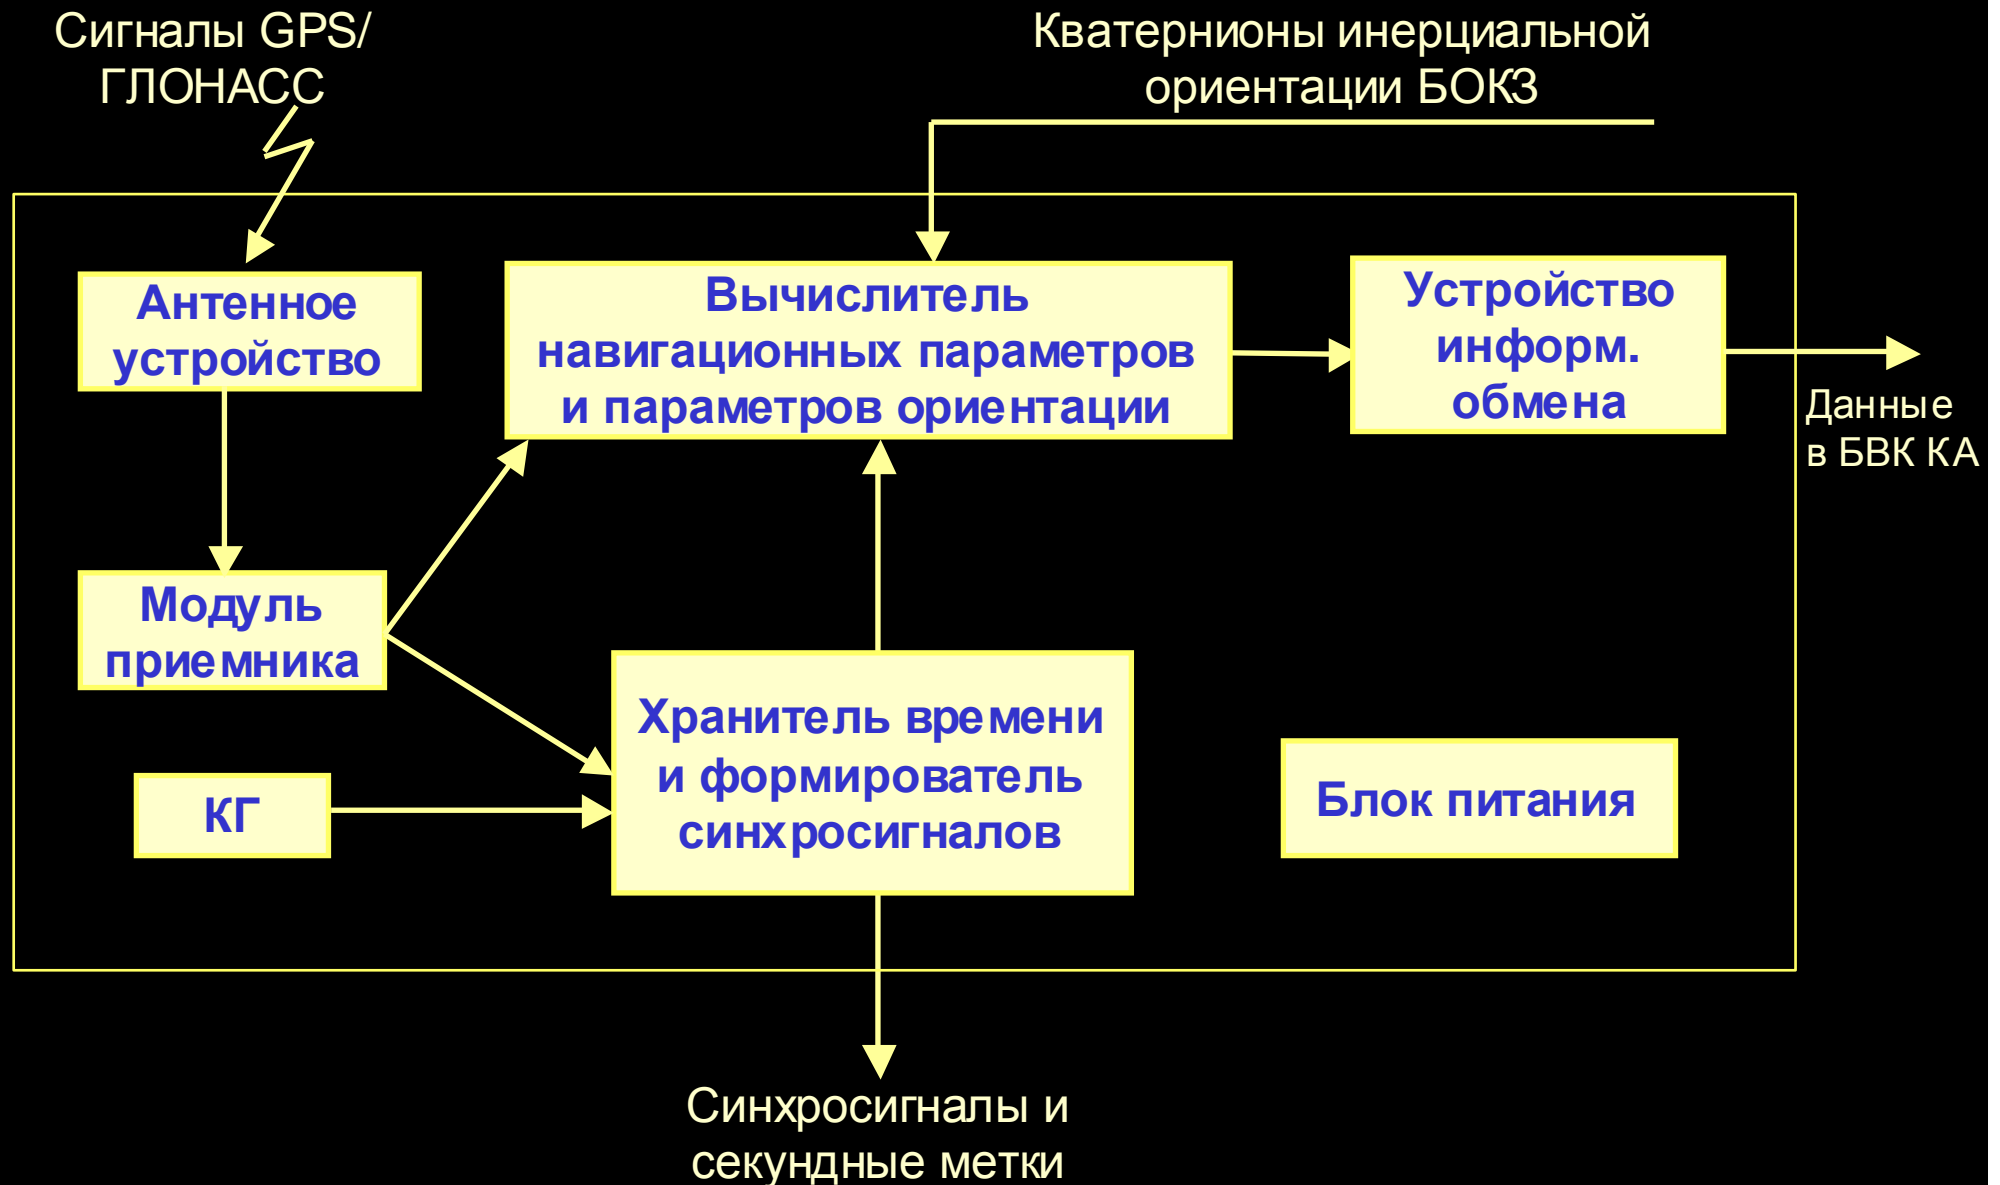 Сигналы GPS/
ГЛОНАСС
Кватернионы инерциальной
ориентации БОКЗ
Антенное
устройство
Вычислитель
навигационных параметров
и параметров ориентации
Устройство
информ.
обмена
Данные
в БВК КА
Модуль
приемника
Хранитель времени
и формирователь
синхросигналов
КГ
Блок питания
Синхросигналы и
секундные метки